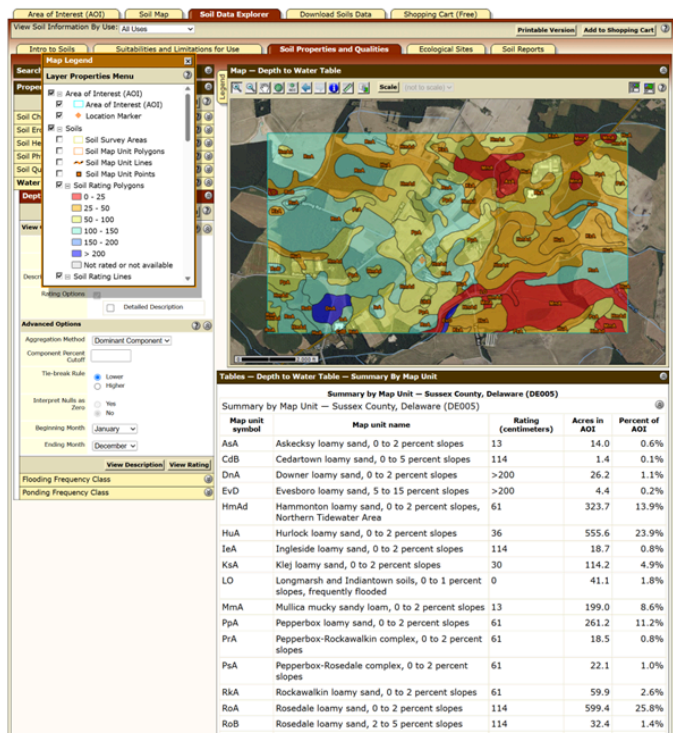 Area of Interest (AOI)
Soil Map
Soil Data Explorer
Download Soils Data
Shopping Cart (Free)
View Soil Information By Use: All Uses
Printable Version
Add to Shopping Cart
Intro to Soils
Suitabilities and Limitations for Use
Soil Properties and Qualities
Ecological Sites
Soil Reports
Map Legend
Layer Properties Menu
Area of Interest (AOI)
Area of Interest (AOI)
Location Marker
Soils
Soil Survey Areas
Soil Map Unit Polygons
Soil Map Unit Lines
Soil Map Unit Points
Soil Rating Polygons
0 - 25
25 - 50
50 - 100
100 - 150
150 - 200
> 200
Not rated or not available
Soil Rating Lines
Rating Options
Detailed Description
Advanced Options
Aggregation Method Dominant Component
Component Percent
Cutoff
Tie-break Rule
Lower
Higher
Interpret Nulls as
Zero
Yes
No
Beginning Month January
Ending Month December
View Description
View Rating
Flooding Frequency Class
Ponding Frequency Class
Map — Depth to Water Table
Legend
Scale (not to scale)
Tables — Depth to Water Table — Summary By Map Unit
Summary by Map Unit — Sussex County, Delaware (DE005)
Summary by Map Unit — Sussex County, Delaware (DE005)
Map unit symbol Map unit name Rating (centimeters) Acres in AOI Percent of AOI
AsA Askecksy loamy sand, 0 to 2 percent slopes 13 14.0 0.6%
CdB Cedartown loamy sand, 0 to 5 percent slopes 114 1.4 0.1%
DnA Downer loamy sand, 0 to 2 percent slopes >200 26.2 1.1%
EvD Evesboro loamy sand, 5 to 15 percent slopes >200 4.4 0.2%
HmAd Hammonton loamy sand, 0 to 2 percent slopes, 61 323.7 13.9%
Northern Tidewater Area
HuA Hurlock loamy sand, 0 to 2 percent slopes 36 555.6 23.9%
IeA Ingleside loamy sand, 0 to 2 percent slopes 114 18.7 0.8%
KsA Klej loamy sand, 0 to 2 percent slopes 30 114.2 4.9%
LO Longmarsh and Indiantown soils, 0 to 1 percent 0 41.1 1.8%
slopes, frequently flooded
MmA Mullica mucky sandy loam, 0 to 2 percent slopes 13 199.0 8.6%
PpA Pepperbox loamy sand, 0 to 2 percent slopes 61 261.2 11.2%
PrA Pepperbox-Rockawalkin complex, 0 to 2 percent 61 18.5 0.8%
slopes
PsA Pepperbox-Rosedale complex, 0 to 2 percent 61 22.1 1.0%
slopes
RkA Rockawalkin loamy sand, 0 to 2 percent slopes 61 59.9 2.6%
RoA Rosedale loamy sand, 0 to 2 percent slopes 114 599.4 25.8%
RoB Rosedale loamy sand, 2 to 5 percent slopes 114 32.4 1.4%